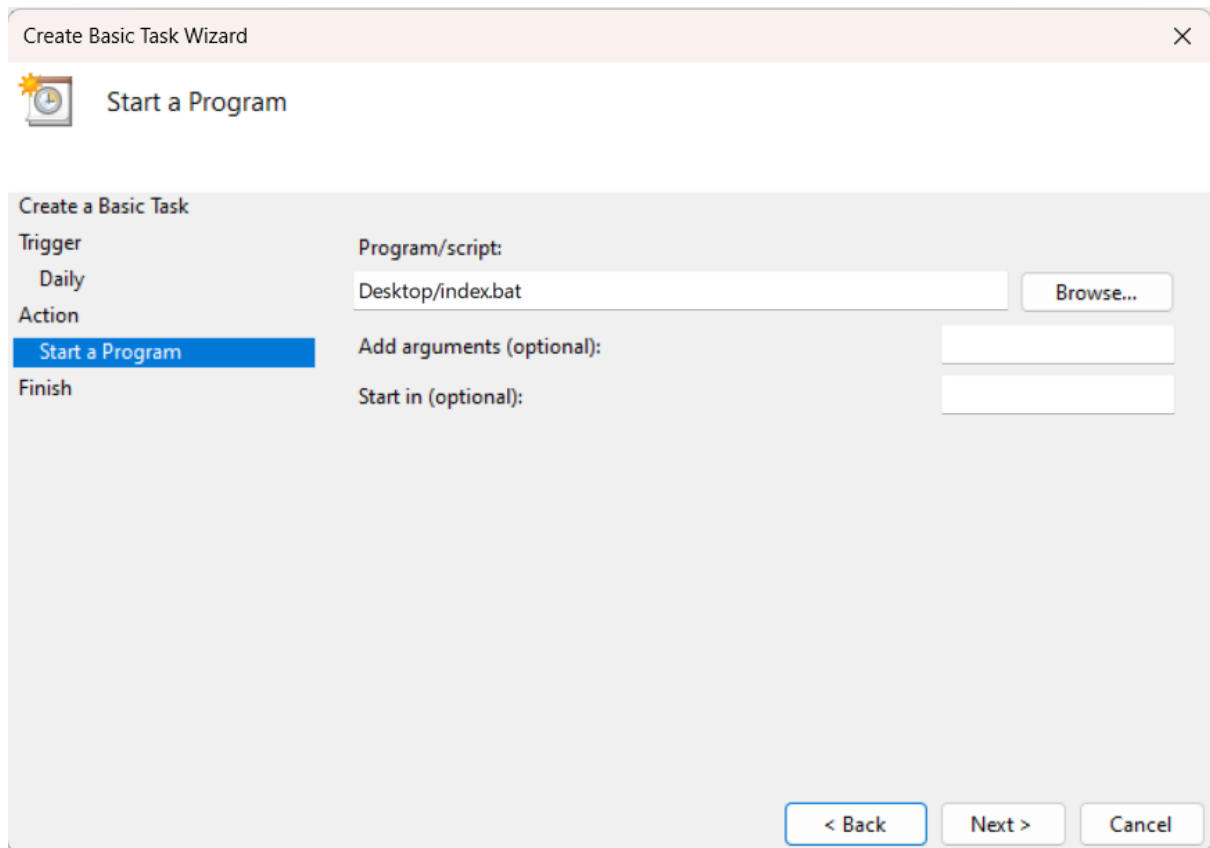 Create Basic Task Wizard
Start a Program
Create a Basic Task
Trigger
Daily
Action
Start a Program
Finish
Program/script:
Desktop/index.bat
Browse...
Add arguments (optional):
Start in (optional):
< Back
Next >
Cancel